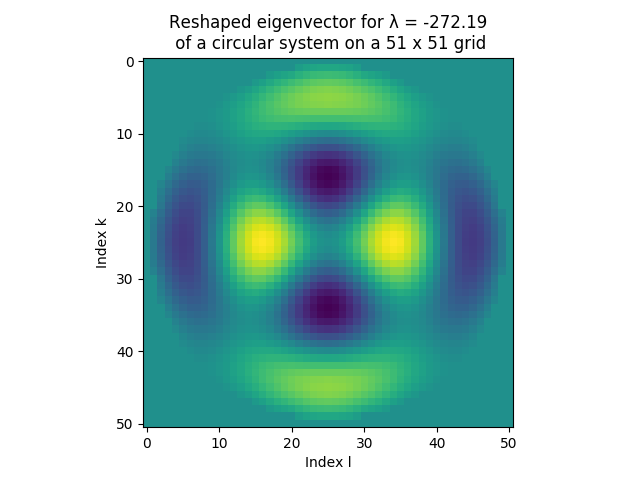 Reshaped eigenvector for λ = -272.19
of a circular system on a 51 x 51 grid
0
10
20
30
40
50
Index k
0 10 20 30 40 50
Index l